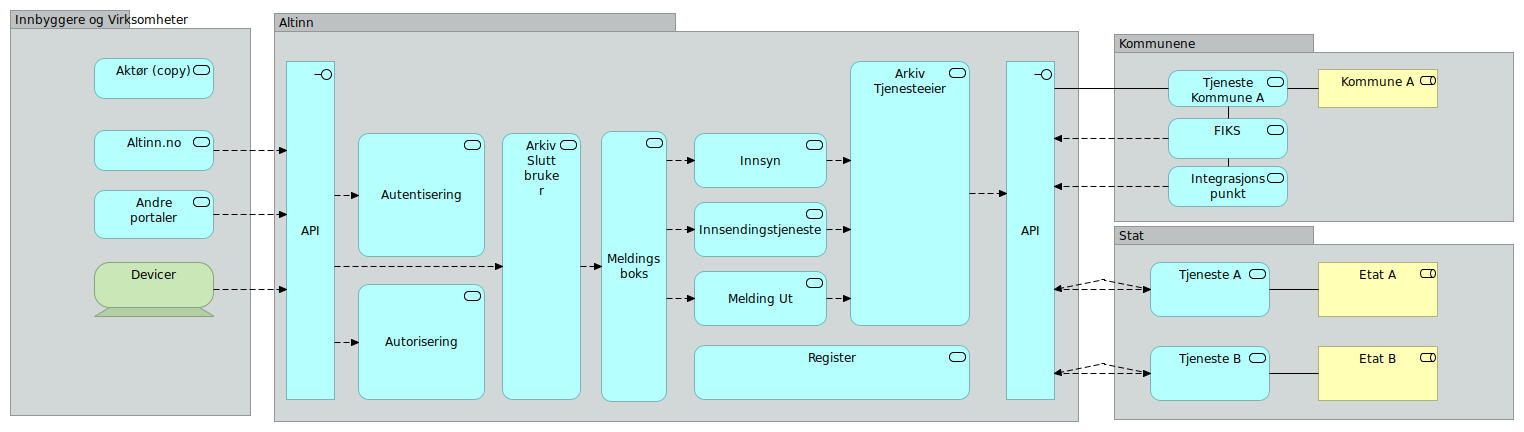 Innbyggere og Virksomheter
Aktør (copy)
Altinn.no
Andre
portaler
Devicer
Altinn
API
Autentisering
Autorisering
Arkiv
Slutt
bruke
r
Meldings
boks
Innsyn
Innsendingstjeneste
Melding Ut
Register
Arkiv
Tjenesteeier
API
Kommunene
Tjeneste
Kommune A
Kommune A
FIKS
Integrasjons
punkt
Stat
Tjeneste A
Etat A
Tjeneste B
Etat B